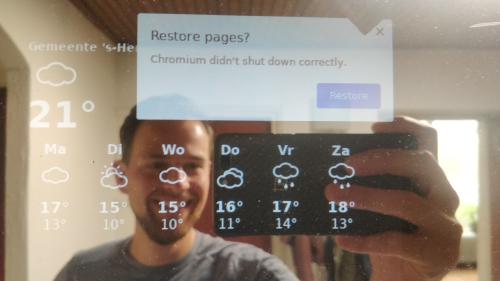 Restore pages?
Chromium didn't shut down correctly.
Restore
Gemeente 's-He
21°
Ma Di Wo Do Vr Za
17° 15° 15° 16° 17° 18°
13° 10° 10° 11° 14° 13°